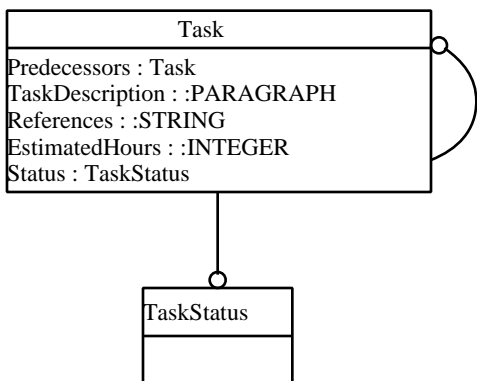 Task
Predecessors : Task
TaskDescription : :PARAGRAPH
References : :STRING
EstimatedHours : :INTEGER
Status : TaskStatus
TaskStatus